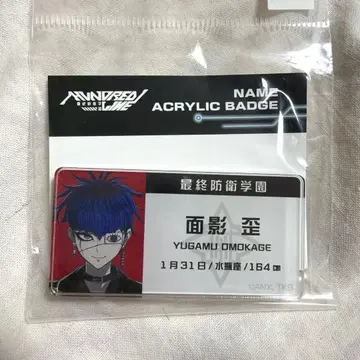 HUNDRED LINE
NAME
ACRYLIC BADGE
最終防衛学園
面影 歪
YUGAMU OMOKAGE
1月31日/水瓶座/164㎝